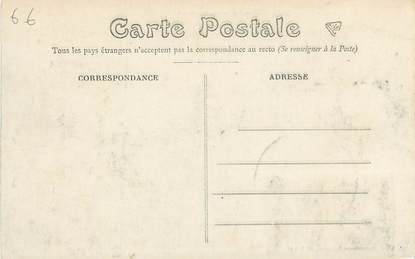 66
Carte Postale
Tous les pays étrangers n'acceptent pas la correspondance au recto (Se renseigner à la Poste)
CORRESPONDANCE
ADRESSE